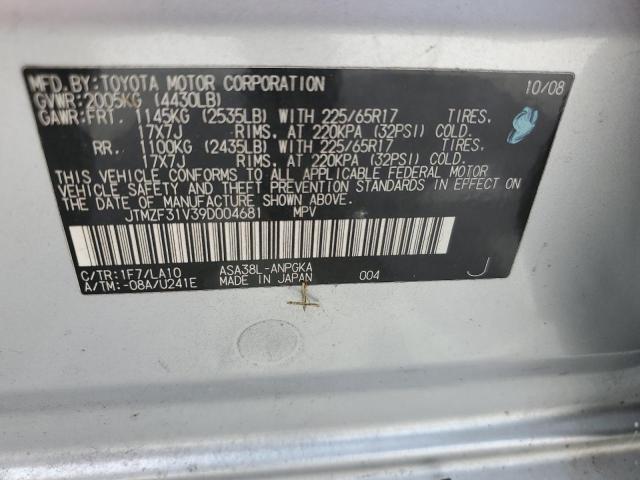 MFD.BY: TOYOTA MOTOR CORPORATION 10/08
GVWR: 2005KG (4430LB)
GAWR:FRT. 1145KG (2535LB) WITH 225/65R17 TIRES.
17X7J RIMS. AT 220KPA (32PSI) COLD.
RR. 1100KG (2435LB) WITH 225/65R17 TIRES.
17X7J RIMS. AT 220KPA (32PSI) COLD.
THIS VEHICLE CONFORMS TO ALL APPLICABLE FEDERAL MOTOR
VEHICLE SAFETY AND THEFT PREVENTION STANDARDS IN EFFECT
ON THE DATE OF MANUFACTURE SHOWN ABOVE.
JTMZF31V39D004681 MPV
C/TR:1F7/LA10 ASA38L-ANPGKA
A/TM:-08A/U241E MADE IN JAPAN 004 J